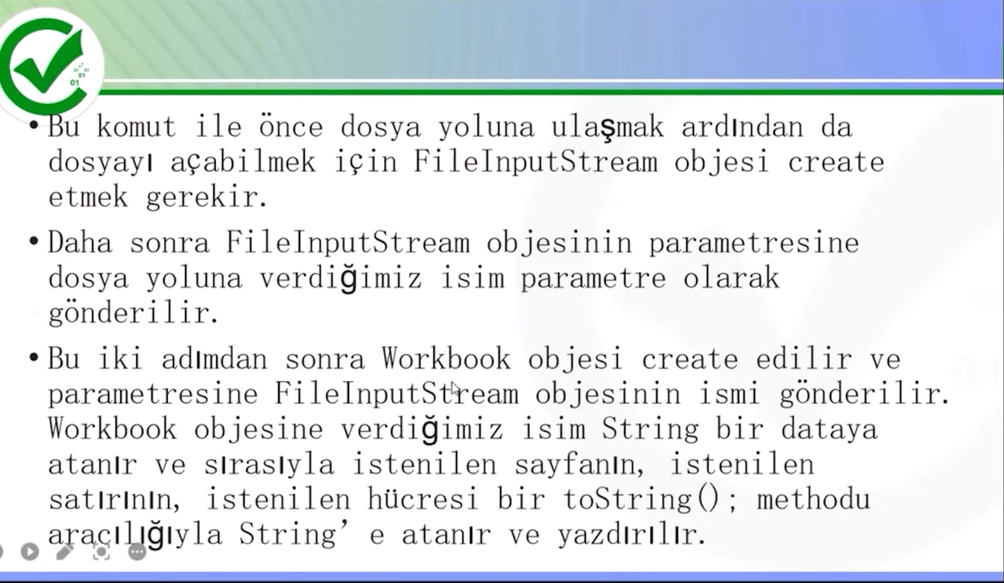 • Bu komut ile önce dosya yoluna ulaşmak ardından da
dosyayı açabilmek için FileInputStream objesi create
etmek gerekir.
• Daha sonra FileInputStream objesinin parametresine
dosya yoluna verdiğimiz isim parametre olarak
gönderilir.
• Bu iki adımdan sonra Workbook objesi create edilir ve
parametresine FileInputStream objesinin ismi gönderilir.
Workbook objesine verdiğimiz isim String bir dataya
atanır ve sırasıyla istenilen sayfanın, istenilen
satırının, istenilen hücresi bir toString(); methodu
aracılığıyla String’ e atanır ve yazdırılır.